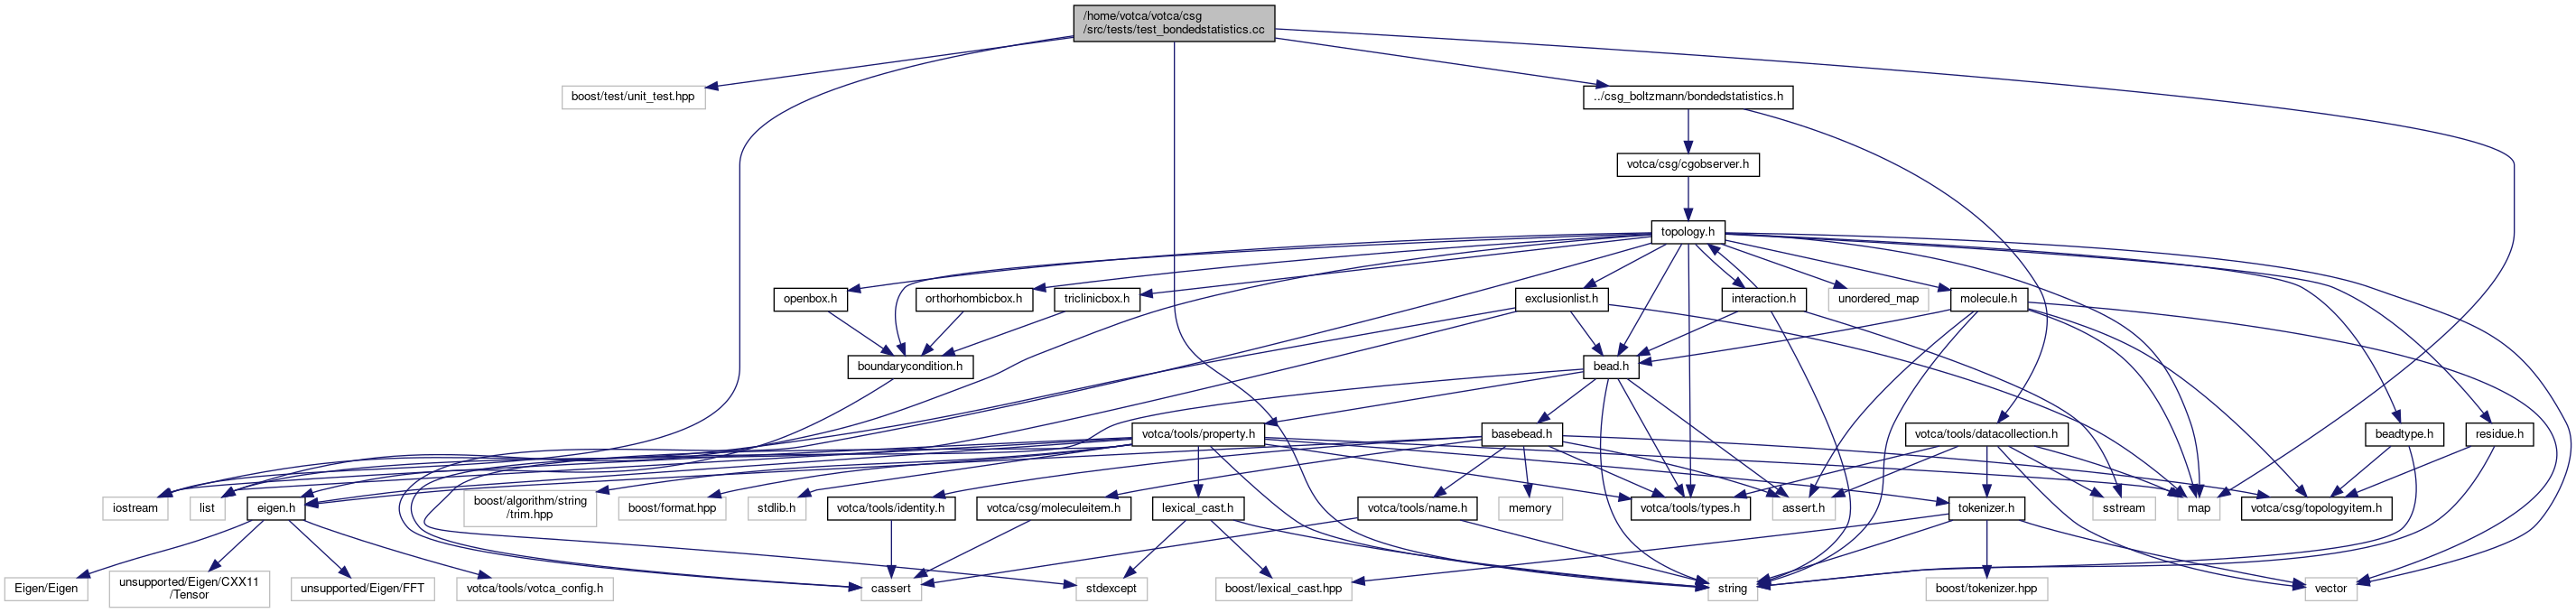 /home/votca/votca/csg
/src/tests/test_bondedstatistics.cc
boost/test/unit_test.hpp
../csg_boltzmann/bondedstatistics.h
votca/csg/cgobserver.h
topology.h
openbox.h
orthorhombicbox.h
triclinicbox.h
exclusionlist.h
interaction.h
unordered_map
molecule.h
boundarycondition.h
bead.h
votca/tools/property.h
basebead.h
votca/tools/datacollection.h
beadtype.h
residue.h
iostream
list
eigen.h
boost/algorithm/string
/trim.hpp
boost/format.hpp
stdlib.h
votca/tools/identity.h
votca/csg/moleculeitem.h
lexical_cast.h
votca/tools/name.h
memory
votca/tools/types.h
assert.h
tokenizer.h
sstream
map
votca/csg/topologyitem.h
Eigen/Eigen
unsupported/Eigen/CXX11
/Tensor
unsupported/Eigen/FFT
votca/tools/votca_config.h
cassert
stdexcept
boost/lexical_cast.hpp
string
boost/tokenizer.hpp
vector